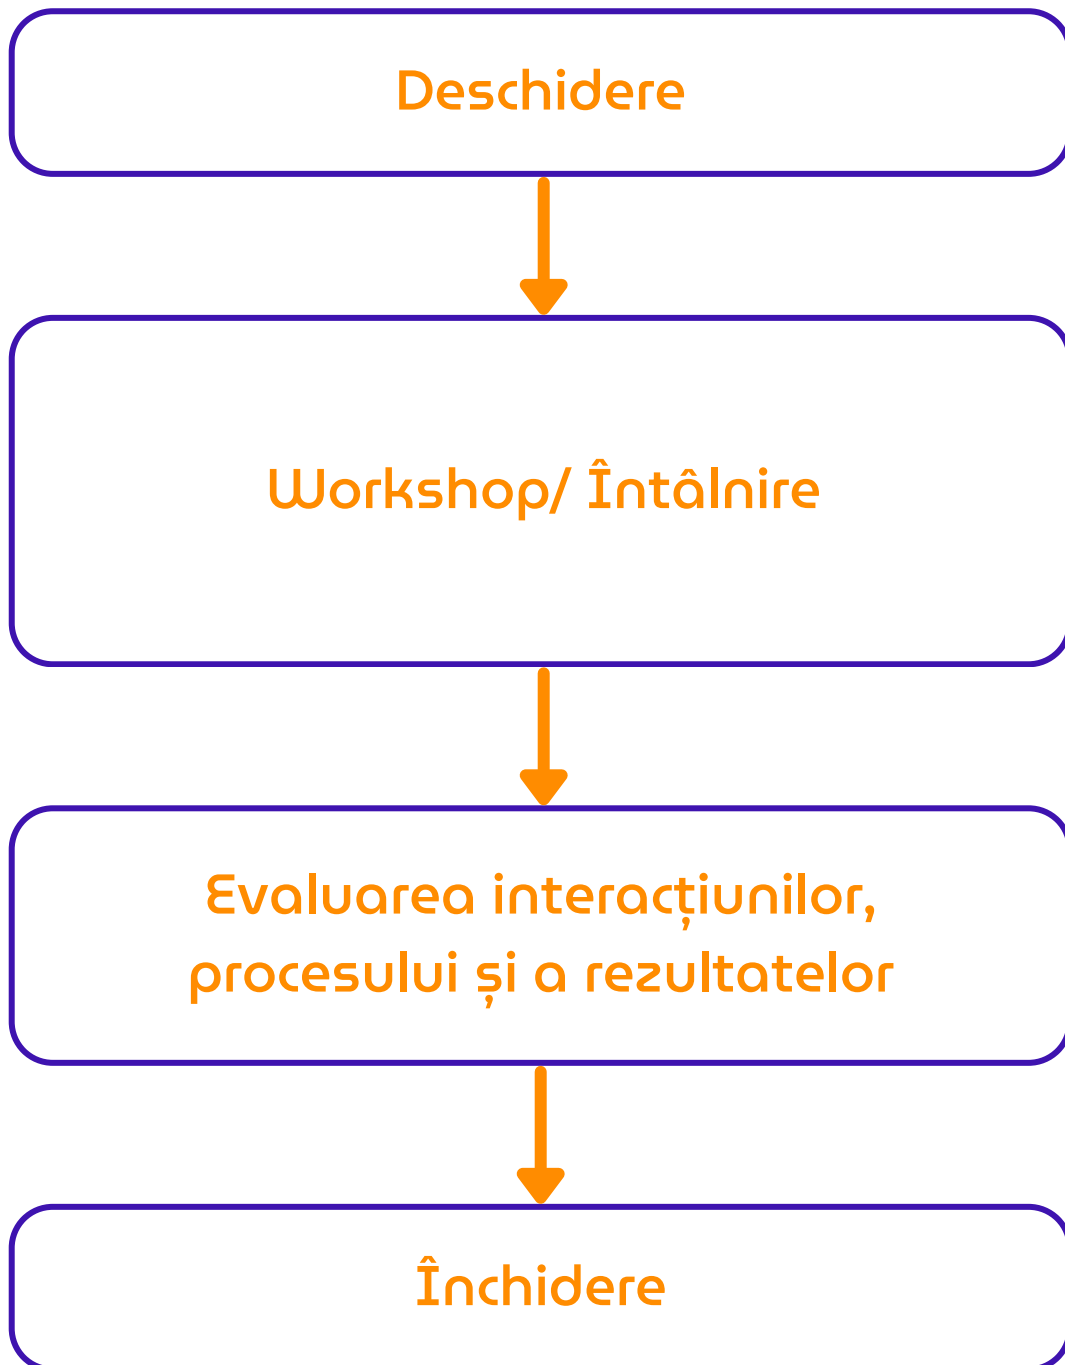 Deschidere
Workshop/ Întâlnire
Evaluarea interacțiunilor,
procesului și a rezultatelor
Închidere